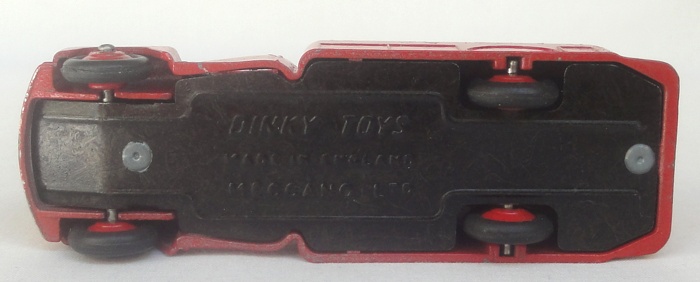 DINKY TOYS
MADE IN ENGLAND
MECCANO LTD